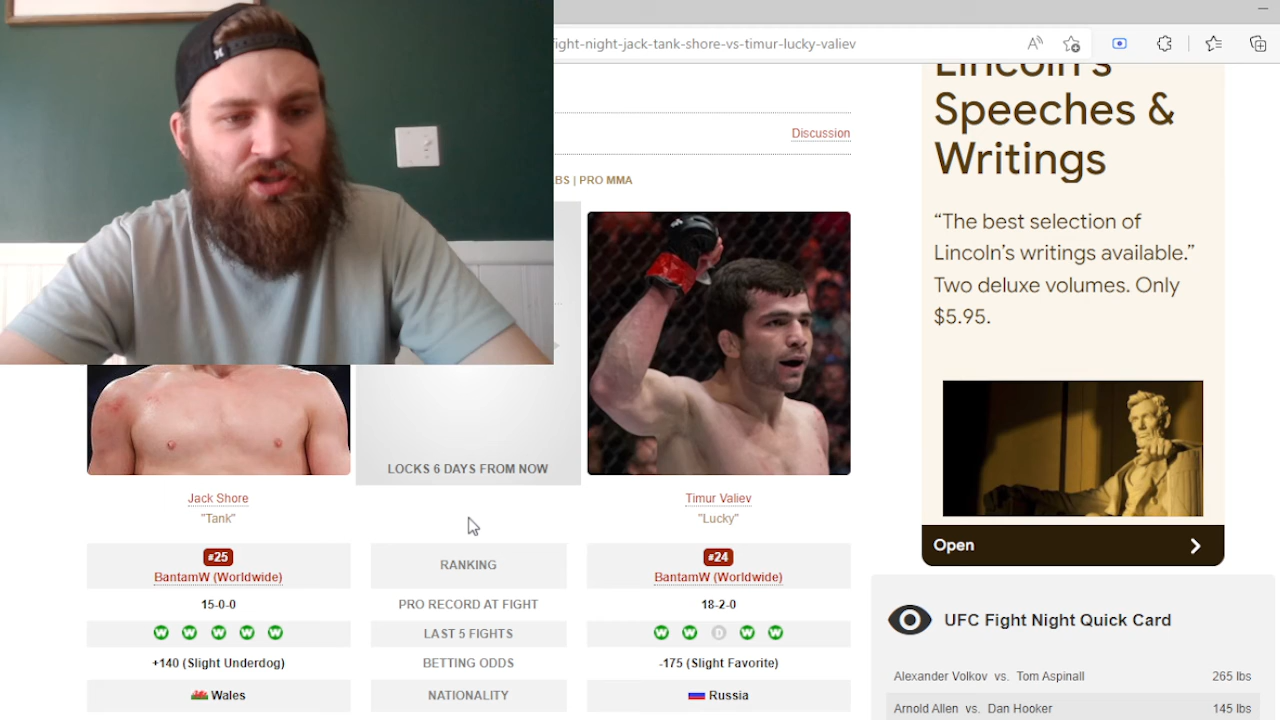 ight-night-jack-tank-shore-vs-timur-lucky-valiev
Discussion
BS | PRO MMA
LOCKS 6 DAYS FROM NOW
Jack Shore
"Tank"
Timur Valiev
"Lucky"
#25
BantamW (Worldwide)
RANKING
#24
BantamW (Worldwide)
15-0-0
PRO RECORD AT FIGHT
18-2-0
W W W W W
LAST 5 FIGHTS
W W D W W
+140 (Slight Underdog)
BETTING ODDS
-175 (Slight Favorite)
Wales
NATIONALITY
Russia
Lincoln's
Speeches &
Writings
“The best selection of
Lincoln’s writings available.”
Two deluxe volumes. Only
$5.95.
Open
UFC Fight Night Quick Card
Alexander Volkov vs. Tom Aspinall 265 lbs
Arnold Allen vs. Dan Hooker 145 lbs